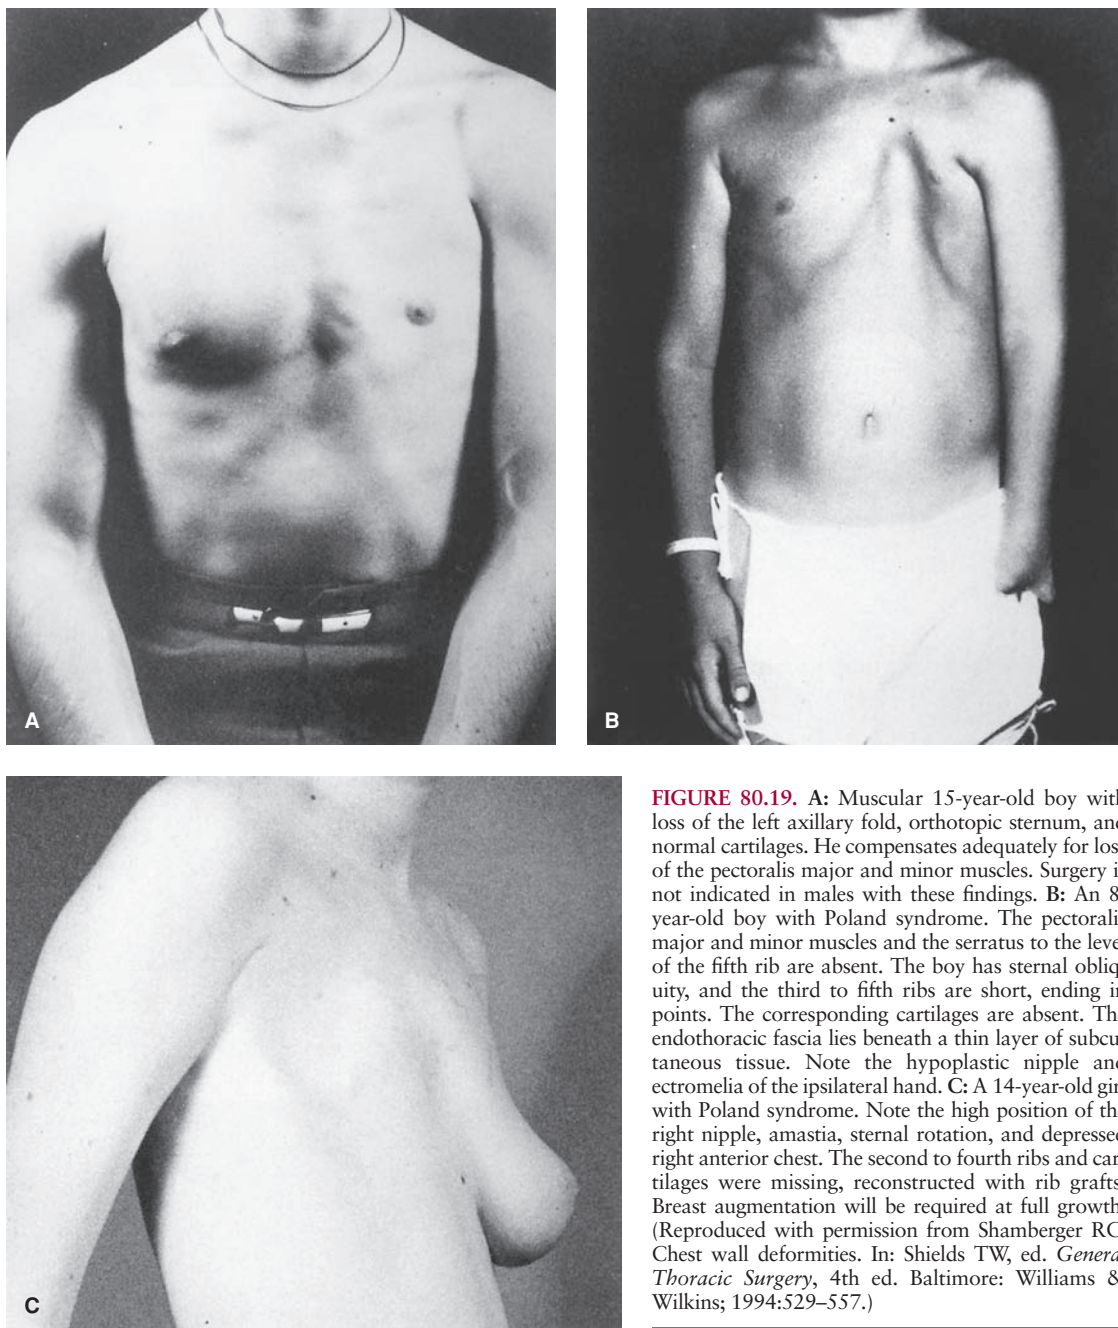 A
B
FIGURE 80.19. A: Muscular 15-year-old boy with
loss of the left axillary fold, orthotopic sternum, and
normal cartilages. He compensates adequately for los
of the pectoralis major and minor muscles. Surgery i
not indicated in males with these findings. B: An 8-
year-old boy with Poland syndrome. The pectorali
major and minor muscles and the serratus to the leve
of the fifth rib are absent. The boy has sternal obliq
uity, and the third to fifth ribs are short, ending in
points. The corresponding cartilages are absent. Th
endothoracic fascia lies beneath a thin layer of subcu
taneous tissue. Note the hypoplastic nipple and
ectromelia of the ipsilateral hand. C: A 14-year-old gir
with Poland syndrome. Note the high position of th
right nipple, amastia, sternal rotation, and depressed
right anterior chest. The second to fourth ribs and car
tilages were missing, reconstructed with rib grafts
Breast augmentation will be required at full growth
(Reproduced with permission from Shamberger RC
Chest wall deformities. In: Shields TW, ed. Genera
Thoracic Surgery, 4th ed. Baltimore: Williams &
Wilkins; 1994:529–557.)
C